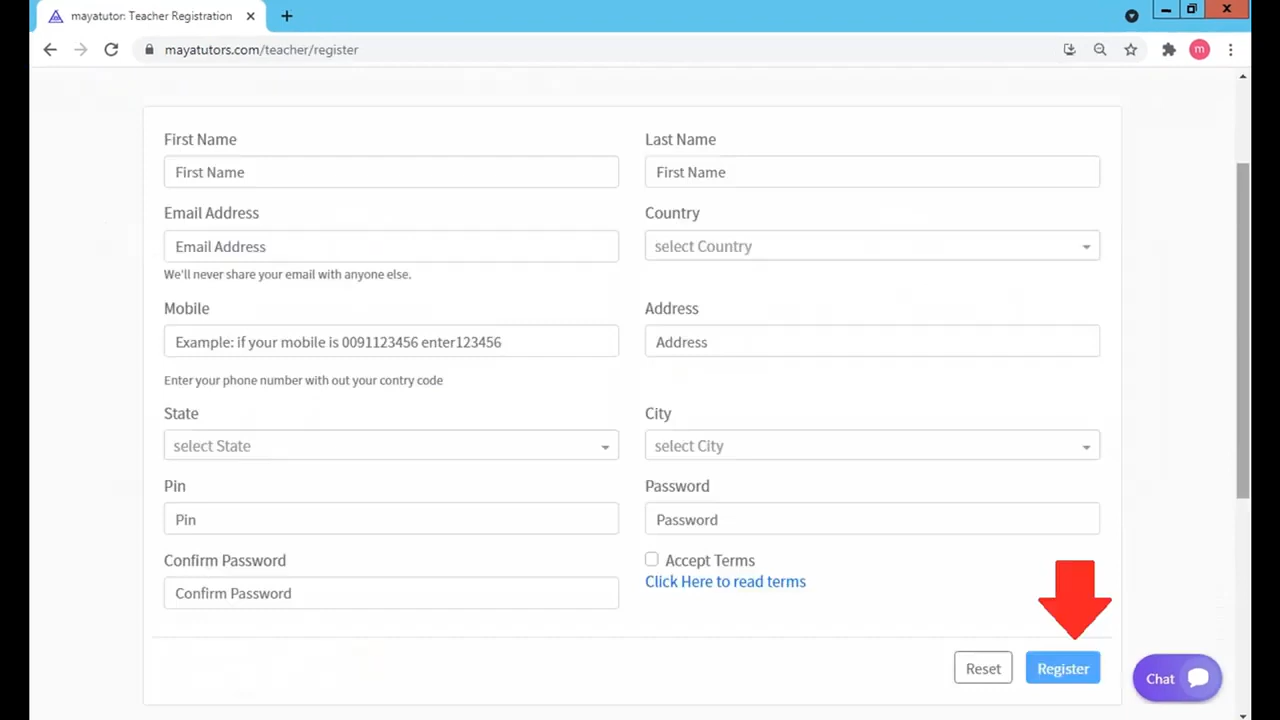 mayatutor: Teacher Registration
mayatutors.com/teacher/register
m
First Name
Last Name
First Name
First Name
Email Address
Country
Email Address
select Country
We'll never share your email with anyone else.
Mobile
Address
Example: if your mobile is 0091123456 enter123456
Address
Enter your phone number with out your contry code
State
City
select State
select City
Pin
Password
Pin
Password
Confirm Password
Accept Terms
Click Here to read terms
Confirm Password
Reset
Register
Chat